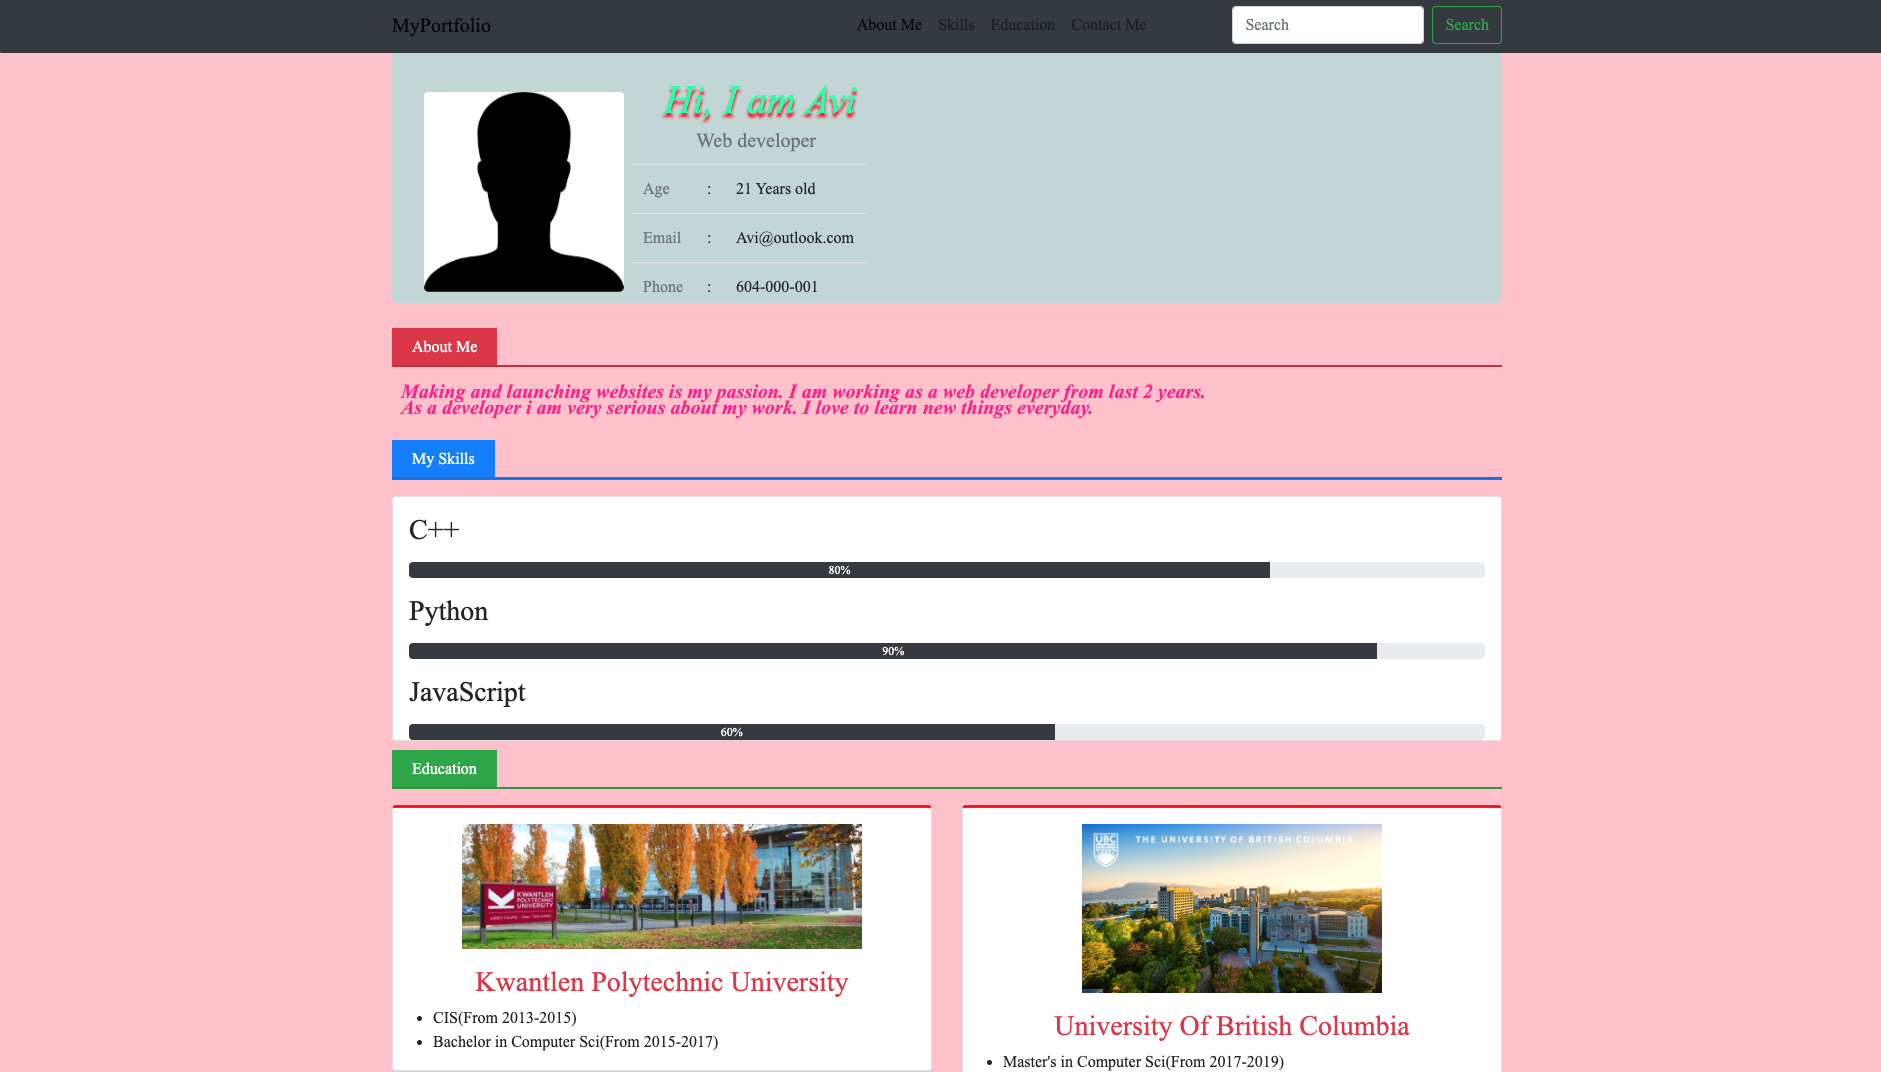 MyPortfolio
About Me Skills Education Contact Me
Search Search
Hi, I am Avi
Web developer
Age : 21 Years old
Email : Avi@outlook.com
Phone : 604-000-001
About Me
Making and launching websites is my passion. I am working as a web developer from last 2 years.
As a developer i am very serious about my work. I love to learn new things everyday.
My Skills
C++
80%
Python
90%
JavaScript
60%
Education
KWANTLEN
POLYTECHNIC
UNIVERSITY
Kwantlen Polytechnic University
• CIS(From 2013-2015)
• Bachelor in Computer Sci(From 2015-2017)
UBC THE UNIVERSITY OF BRITISH COLUMBIA
University Of British Columbia
• Master's in Computer Sci(From 2017-2019)